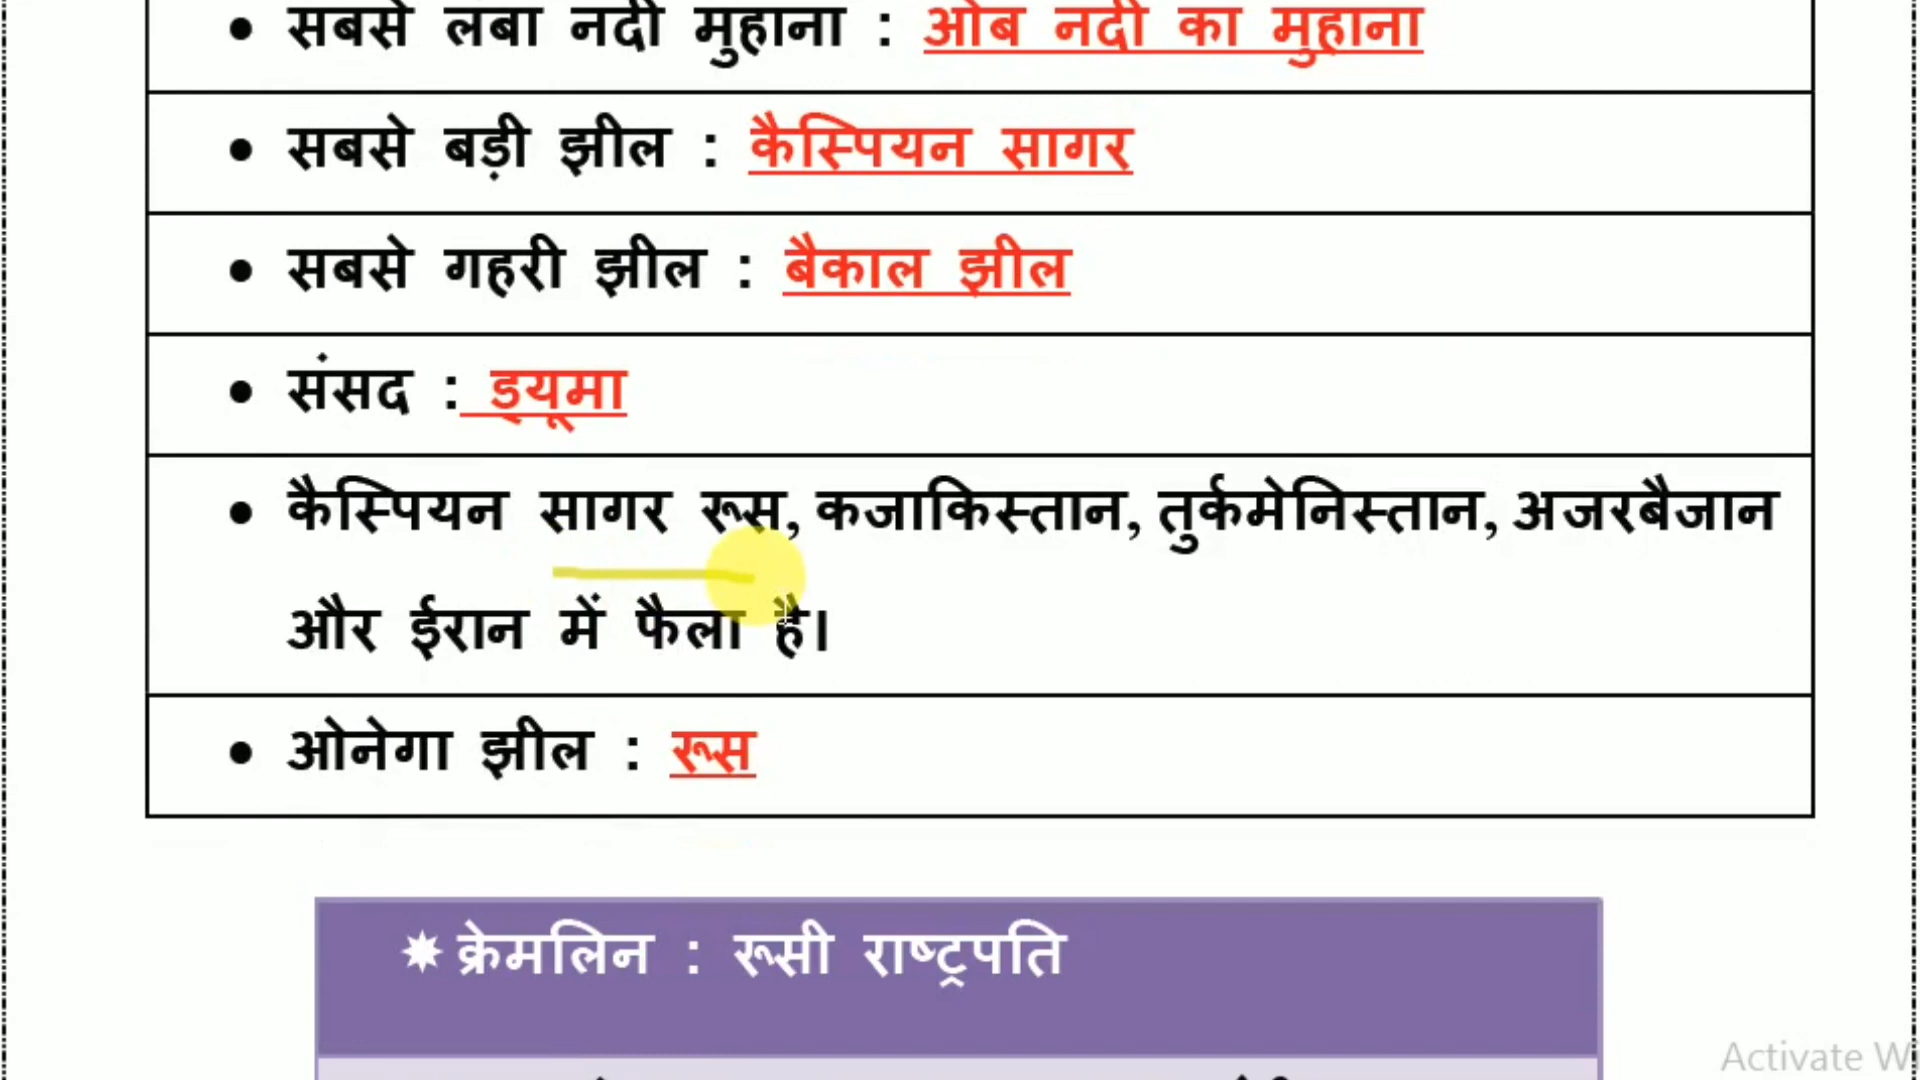 • सबसे लंबा नदी मुहाना : ओब नदी का मुहाना
• सबसे बड़ी झील : कैस्पियन सागर
• सबसे गहरी झील : बैकाल झील
• संसद : ड्यूमा
• कैस्पियन सागर रूस, कजाकिस्तान, तुर्कमेनिस्तान, अजरबैजान
और ईरान में फैला है।
• ओनेगा झील : रूस
✸ क्रेमलिन : रूसी राष्ट्रपति
Activate